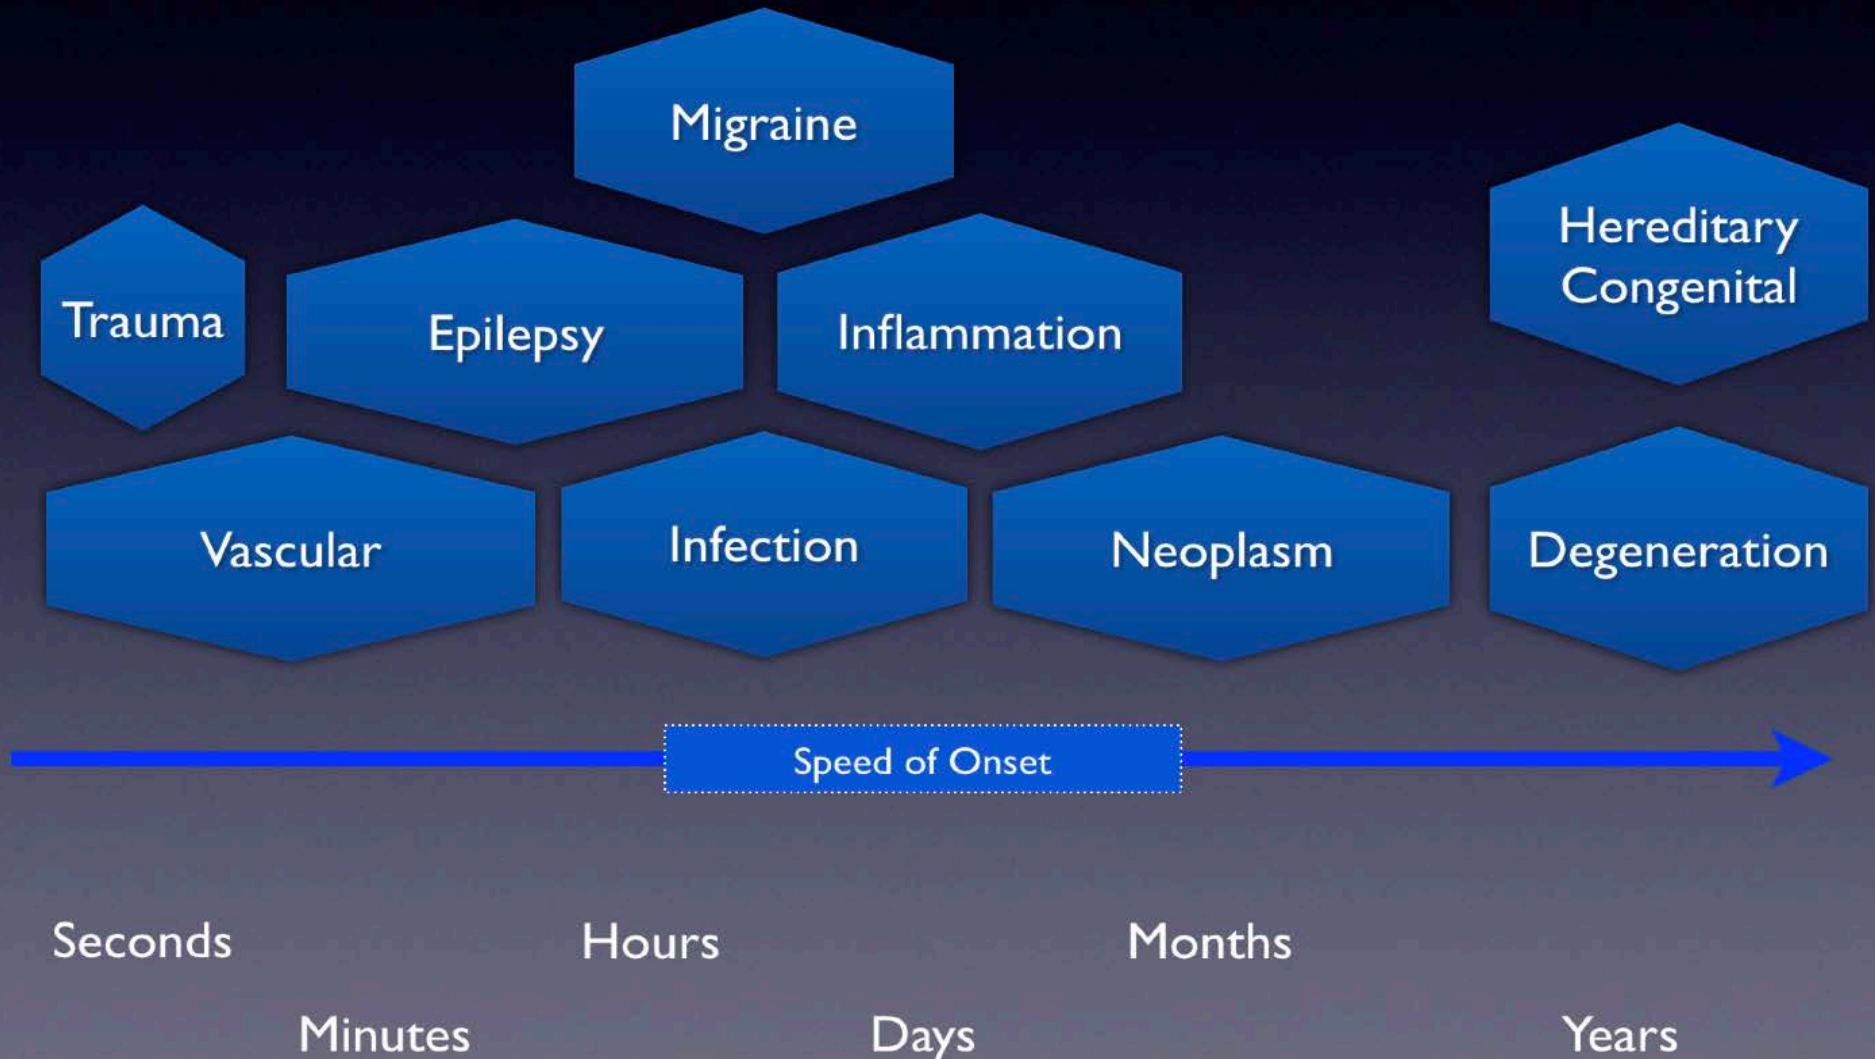 Migraine
Hereditary
Congenital
Trauma
Epilepsy
Inflammation
Vascular
Infection
Neoplasm
Degeneration
Speed of Onset
Seconds
Hours
Months
Minutes
Days
Years